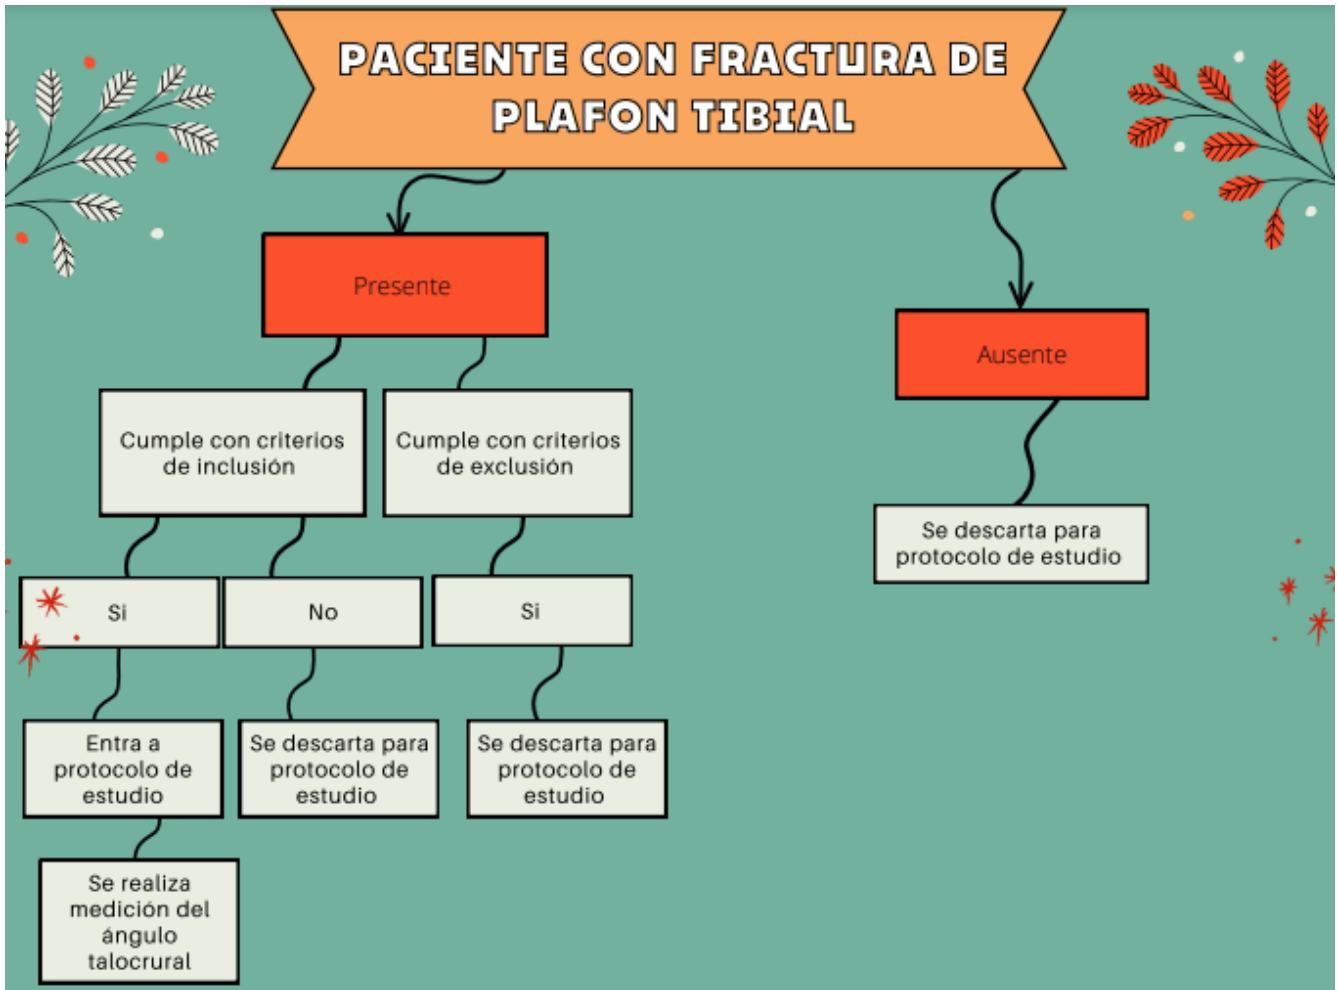 PACIENTE CON FRACTURA DE
PLAFON TIBIAL
Presente
Ausente
Cumple con criterios
de inclusión
Cumple con criterios
de exclusión
Se descarta para
protocolo de estudio
Si
No
Si
Entra a
protocolo de
estudio
Se descarta para
protocolo de
estudio
Se descarta para
protocolo de
estudio
Se realiza
medición del
ángulo
talocrural